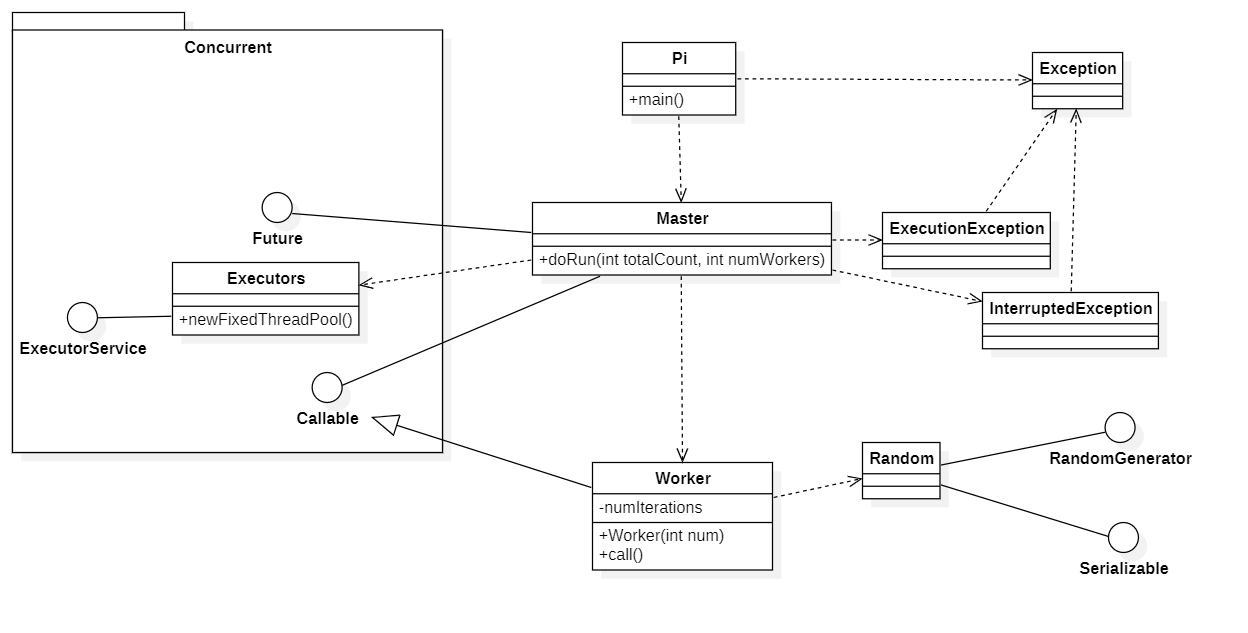 Concurrent
Pi
+main()
Exception
Future
Master
+doRun(int totalCount, int numWorkers)
ExecutionException
Executors
+newFixedThreadPool()
ExecutorService
InterruptedException
Callable
Worker
-numIterations
+Worker(int num)
+call()
Random
RandomGenerator
Serializable